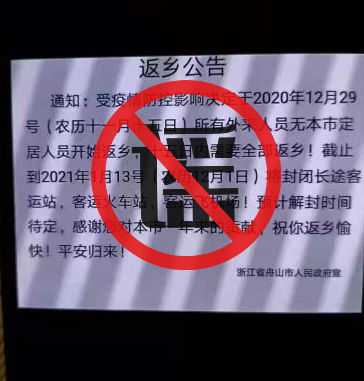 返乡公告
通知：受疫情防控影响决定于2020年12月29
号（农历十一月十五日）所有外来人员无本市定
居人员开始返乡，十五日内需要全部返乡！截止
到2021年1月13号（农历12月1日）将封闭长途客
运站，客运火车站，客运飞机场！预计解封时间
待定，感谢您对本市一年来的贡献，祝你返乡愉
快！平安归来！
浙江省舟山市人民政府宣
谣